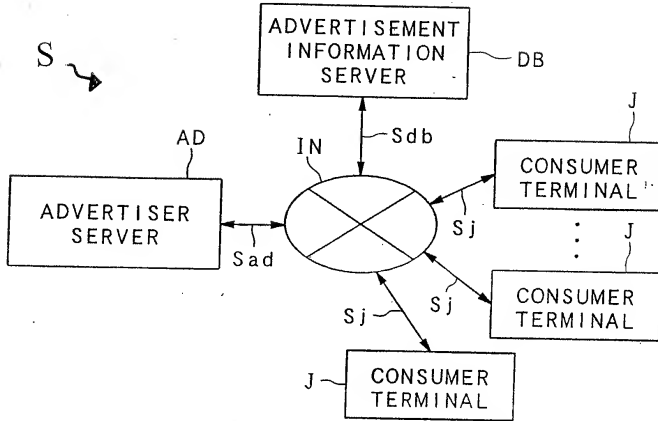 S
ADVERTISEMENT
INFORMATION
SERVER
DB
Sdb
IN
AD
ADVERTISER
SERVER
Sad
J
CONSUMER
TERMINAL
Sj
J
CONSUMER
TERMINAL
Sj
Sj
J
CONSUMER
TERMINAL